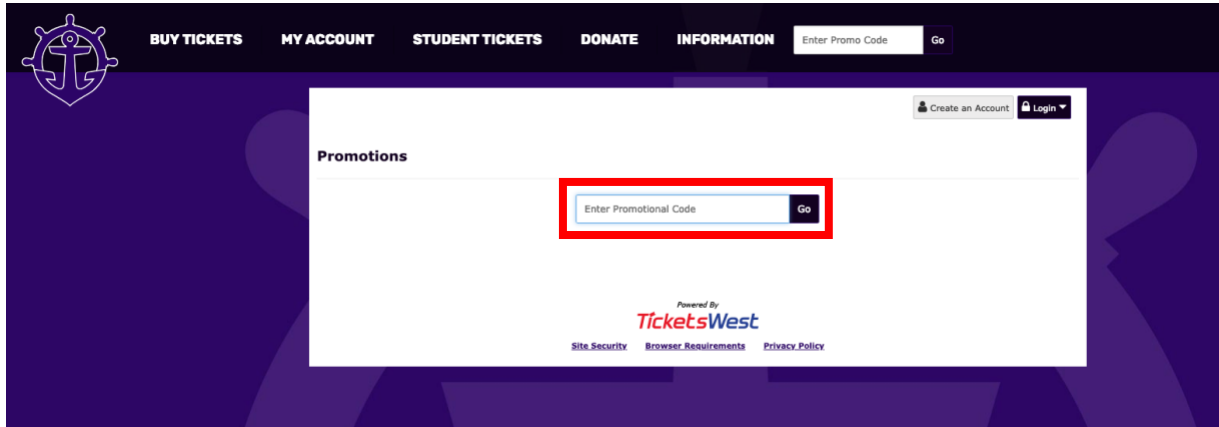 BUY TICKETS MY ACCOUNT STUDENT TICKETS DONATE INFORMATION Enter Promo Code Go
Create an Account Login
Promotions
Enter Promotional Code Go
Powered By
TicketsWest
Site Security Browser Requirements Privacy Policy